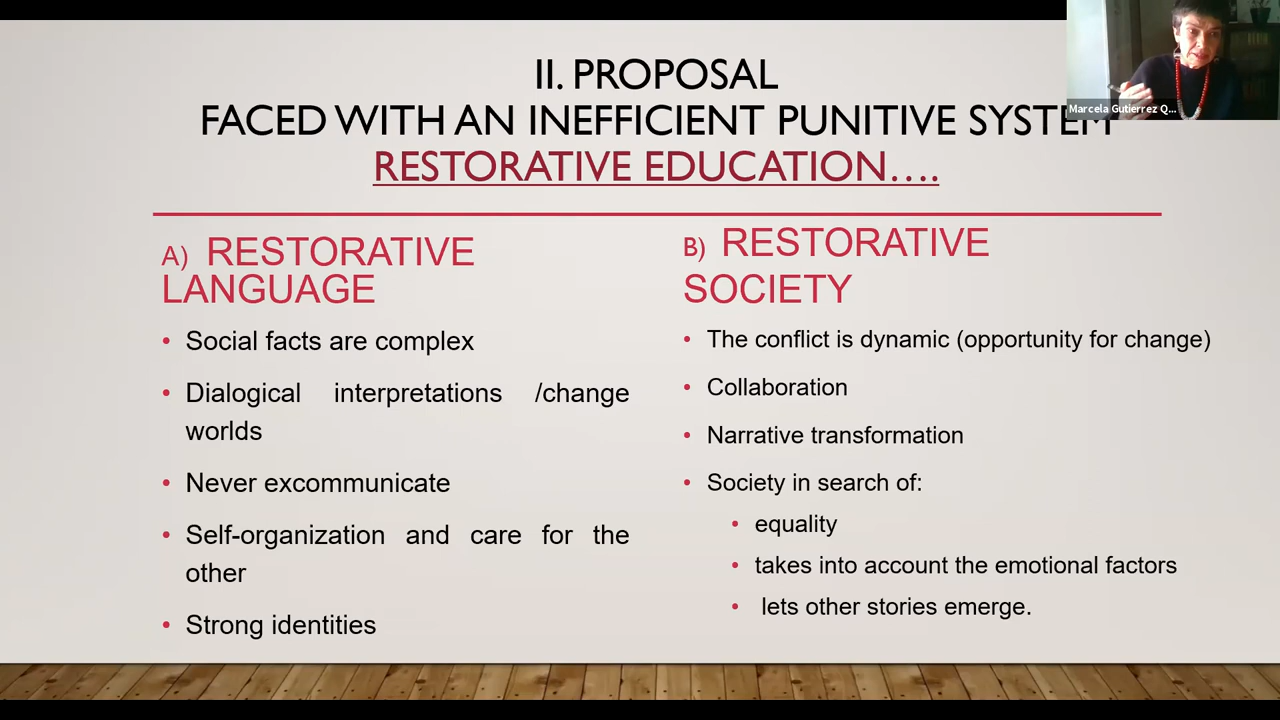 II. PROPOSAL
FACED WITH AN INEFFICIENT PUNITIVE SYSTEM
RESTORATIVE EDUCATION….
Marcela Gutierrez Q...
A) RESTORATIVE
LANGUAGE
• Social facts are complex
• Dialogical interpretations /change
worlds
• Never excommunicate
• Self-organization and care for the
other
• Strong identities
B) RESTORATIVE
SOCIETY
• The conflict is dynamic (opportunity for change)
• Collaboration
• Narrative transformation
• Society in search of:
• equality
• takes into account the emotional factors
• lets other stories emerge.